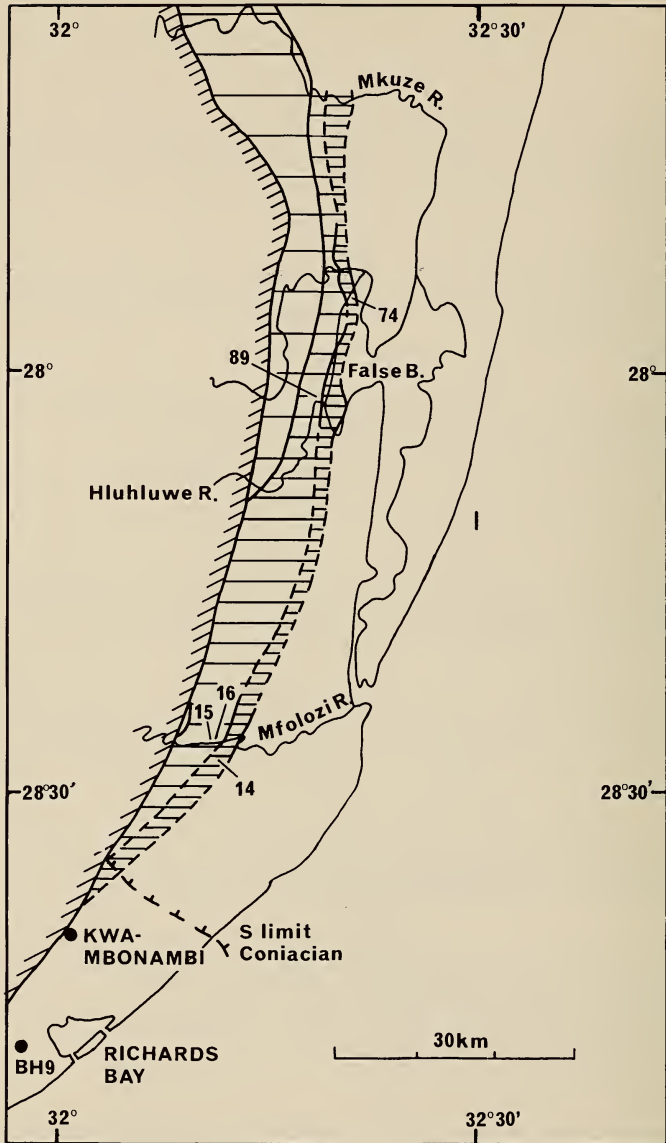 32°
32°30'
Mkuze R.
74
89
28°
False B.
28°
Hluhluwe R.
16
15
Mfolozi R.
14
28°30'
28°30'
S limit
Coniacian
KWA-
MBONAMBI
30km
BH9
RICHARDS
BAY
32°
32°30'